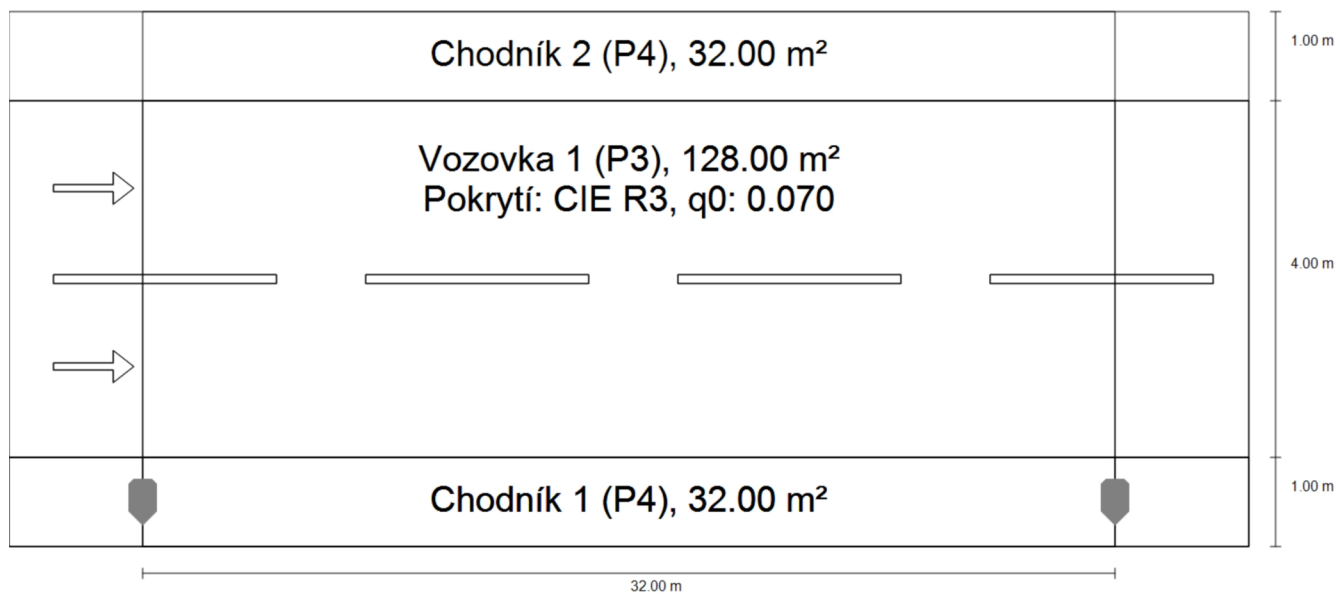 Chodník 2 (P4), 32.00 m²
1.00 m
Vozovka 1 (P3), 128.00 m²
Pokrytí: CIE R3, q0: 0.070
4.00 m
Chodník 1 (P4), 32.00 m²
1.00 m
32.00 m